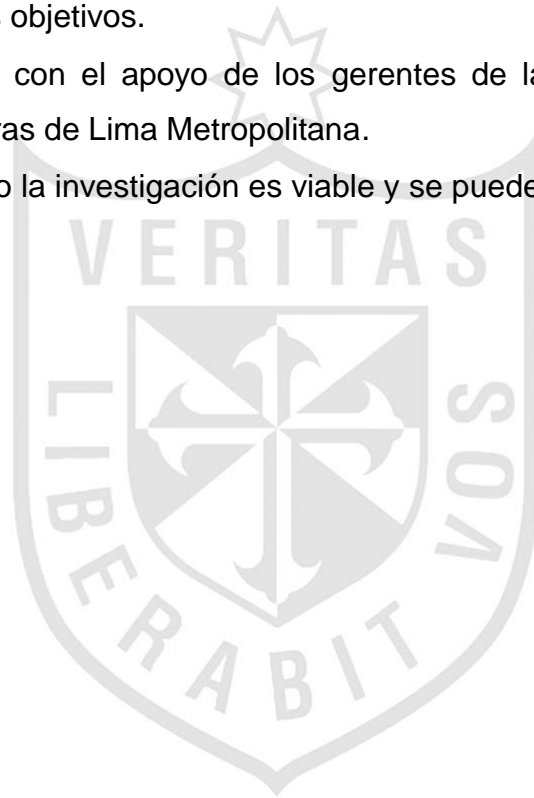 objetivos.
con el apoyo de los gerentes de
ras de Lima Metropolitana.
o la investigación es viable y se puede
VERITAS
LIBERABIT VOS